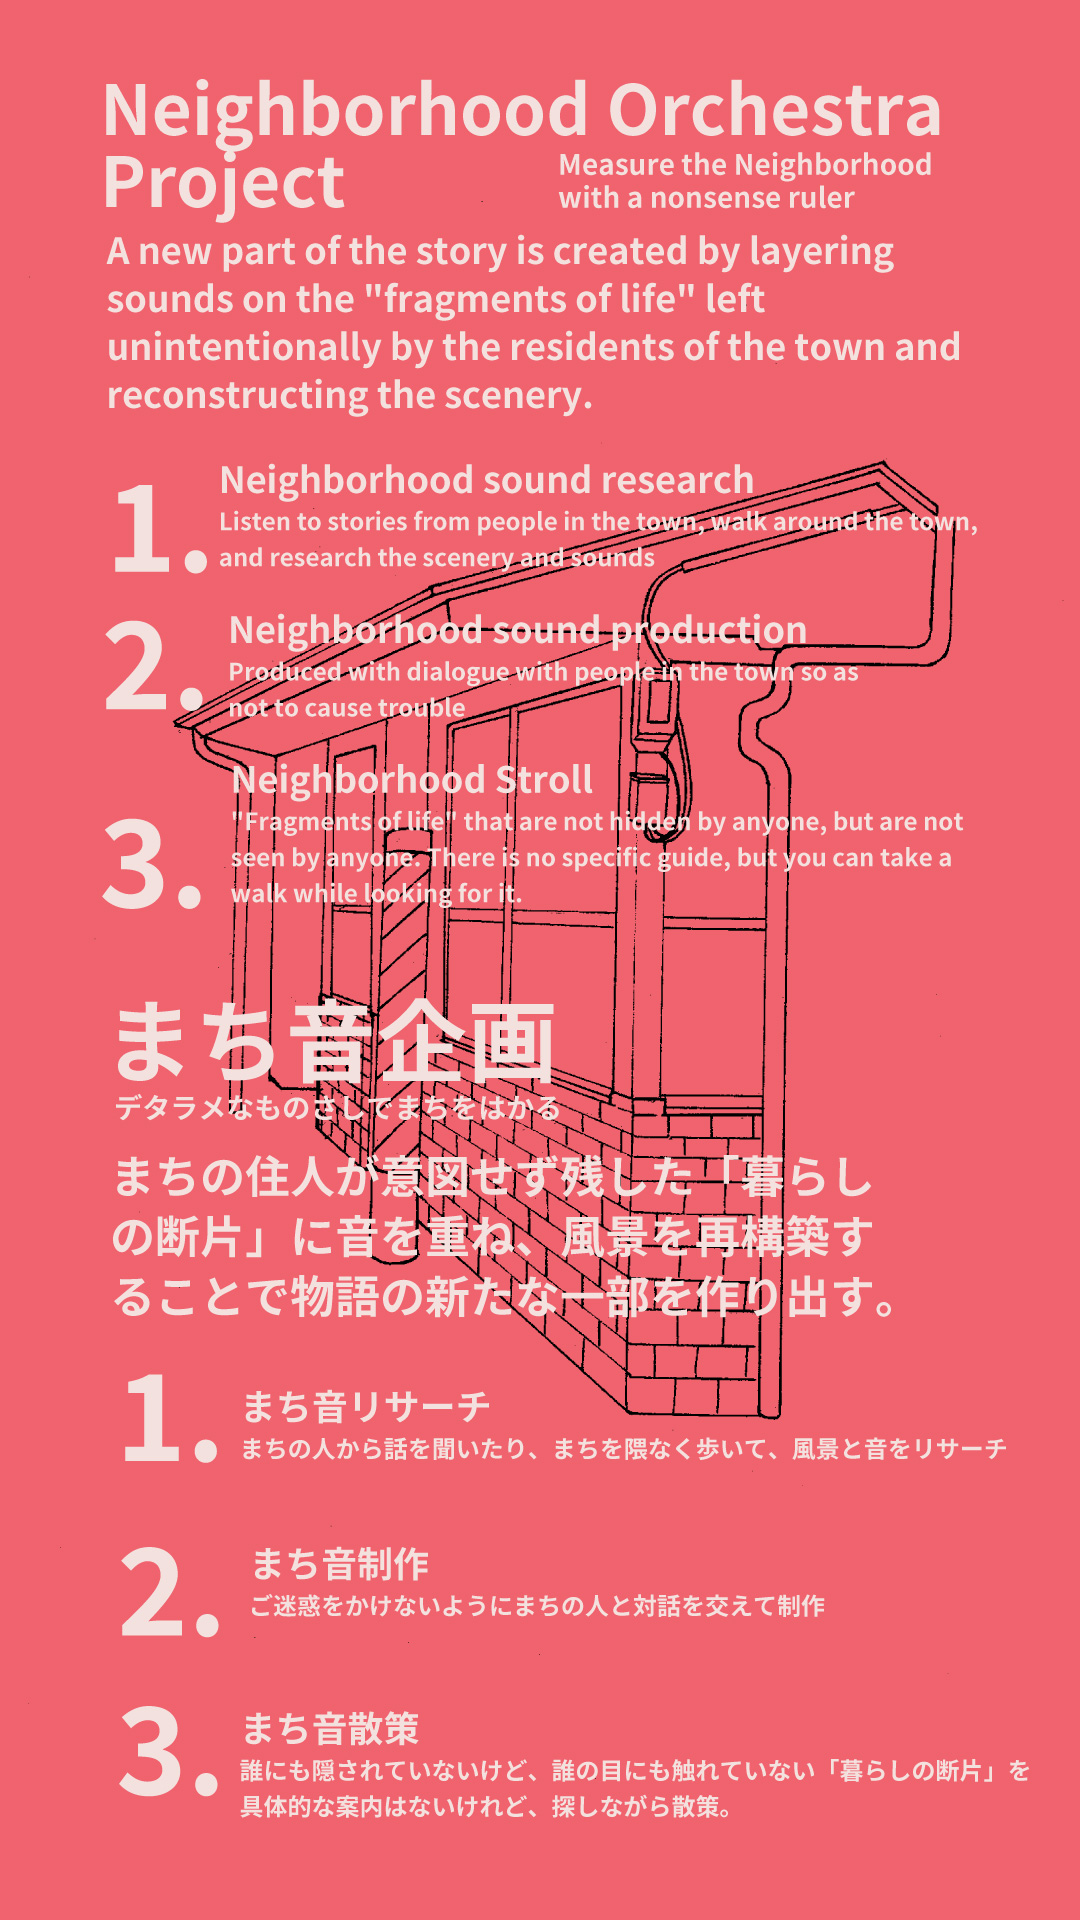 Neighborhood Orchestra
Project
Measure the Neighborhood
with a nonsense ruler
A new part of the story is created by layering
sounds on the "fragments of life" left
unintentionally by the residents of the town and
reconstructing the scenery.
1.
Neighborhood sound research
Listen to stories from people in the town, walk around the town,
and research the scenery and sounds
2.
Neighborhood sound production
Produced with dialogue with people in the town so as
not to cause trouble
3.
Neighborhood Stroll
"Fragments of life" that are not hidden by anyone, but are not
seen by anyone. There is no specific guide, but you can take a
walk while looking for it.
まち音企画
デタラメなものさしでまちをはかる
まちの住人が意図せず残した「暮らし
の断片」に音を重ね、風景を再構築す
ることで物語の新たな一部を作り出す。
1.
まち音リサーチ
まちの人から話を聞いたり、まちを隈なく歩いて、風景と音をリサーチ
2.
まち音制作
ご迷惑をかけないようにまちの人と対話を交えて制作
3.
まち音散策
誰にも隠されていないけど、誰の目にも触れていない「暮らしの断片」を
具体的な案内はないけれど、探しながら散策。